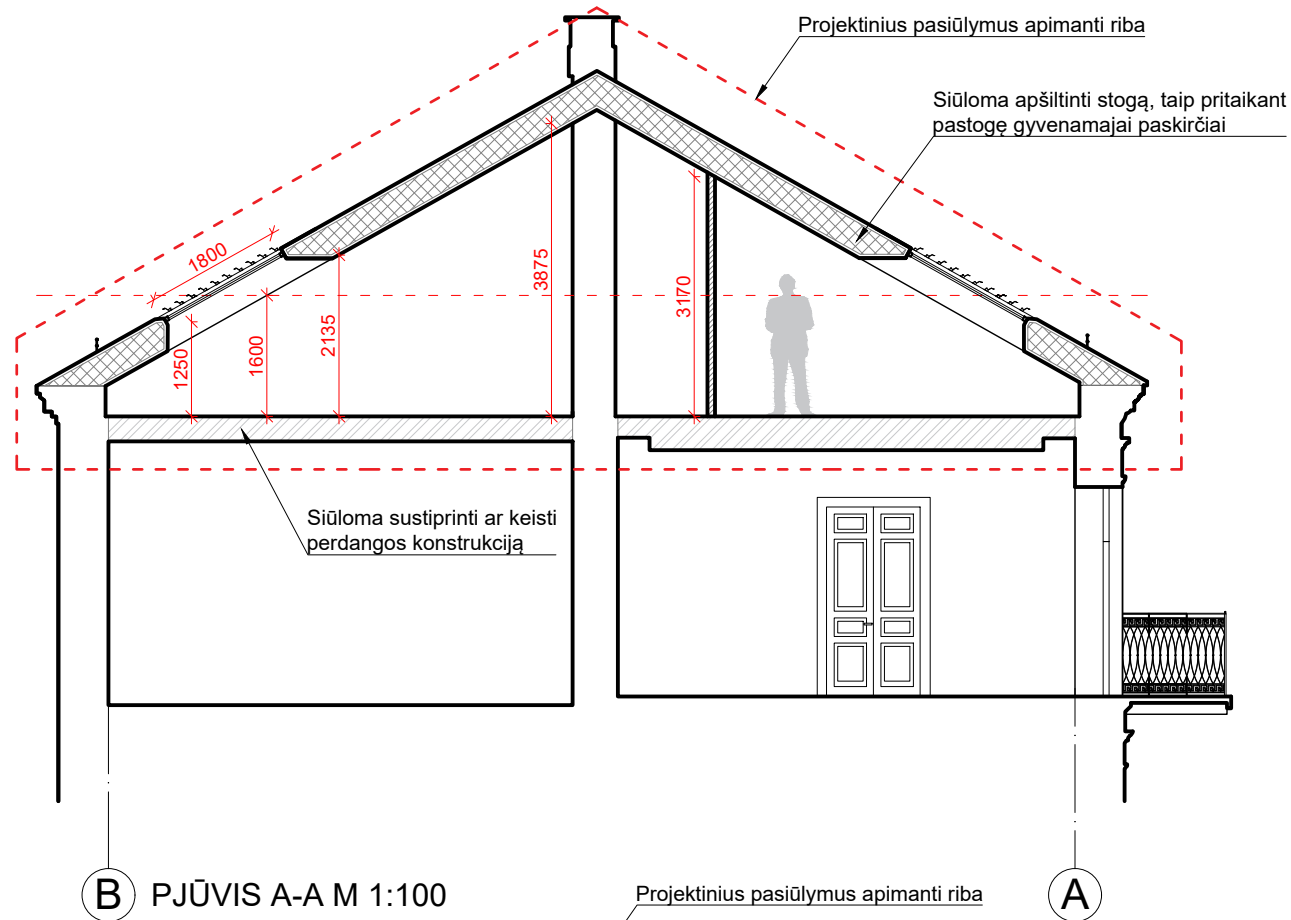 Projektinius pasiūlymus apimanti riba
Siūloma apšiltinti stogą, taip pritaikant
pastogę gyvenamajai paskirčiai
1800
1250
1600
2135
3875
3170
Siūloma sustiprinti ar keisti
perdangos konstrukciją
B PJŪVIS A-A M 1:100
Projektinius pasiūlymus apimanti riba
A